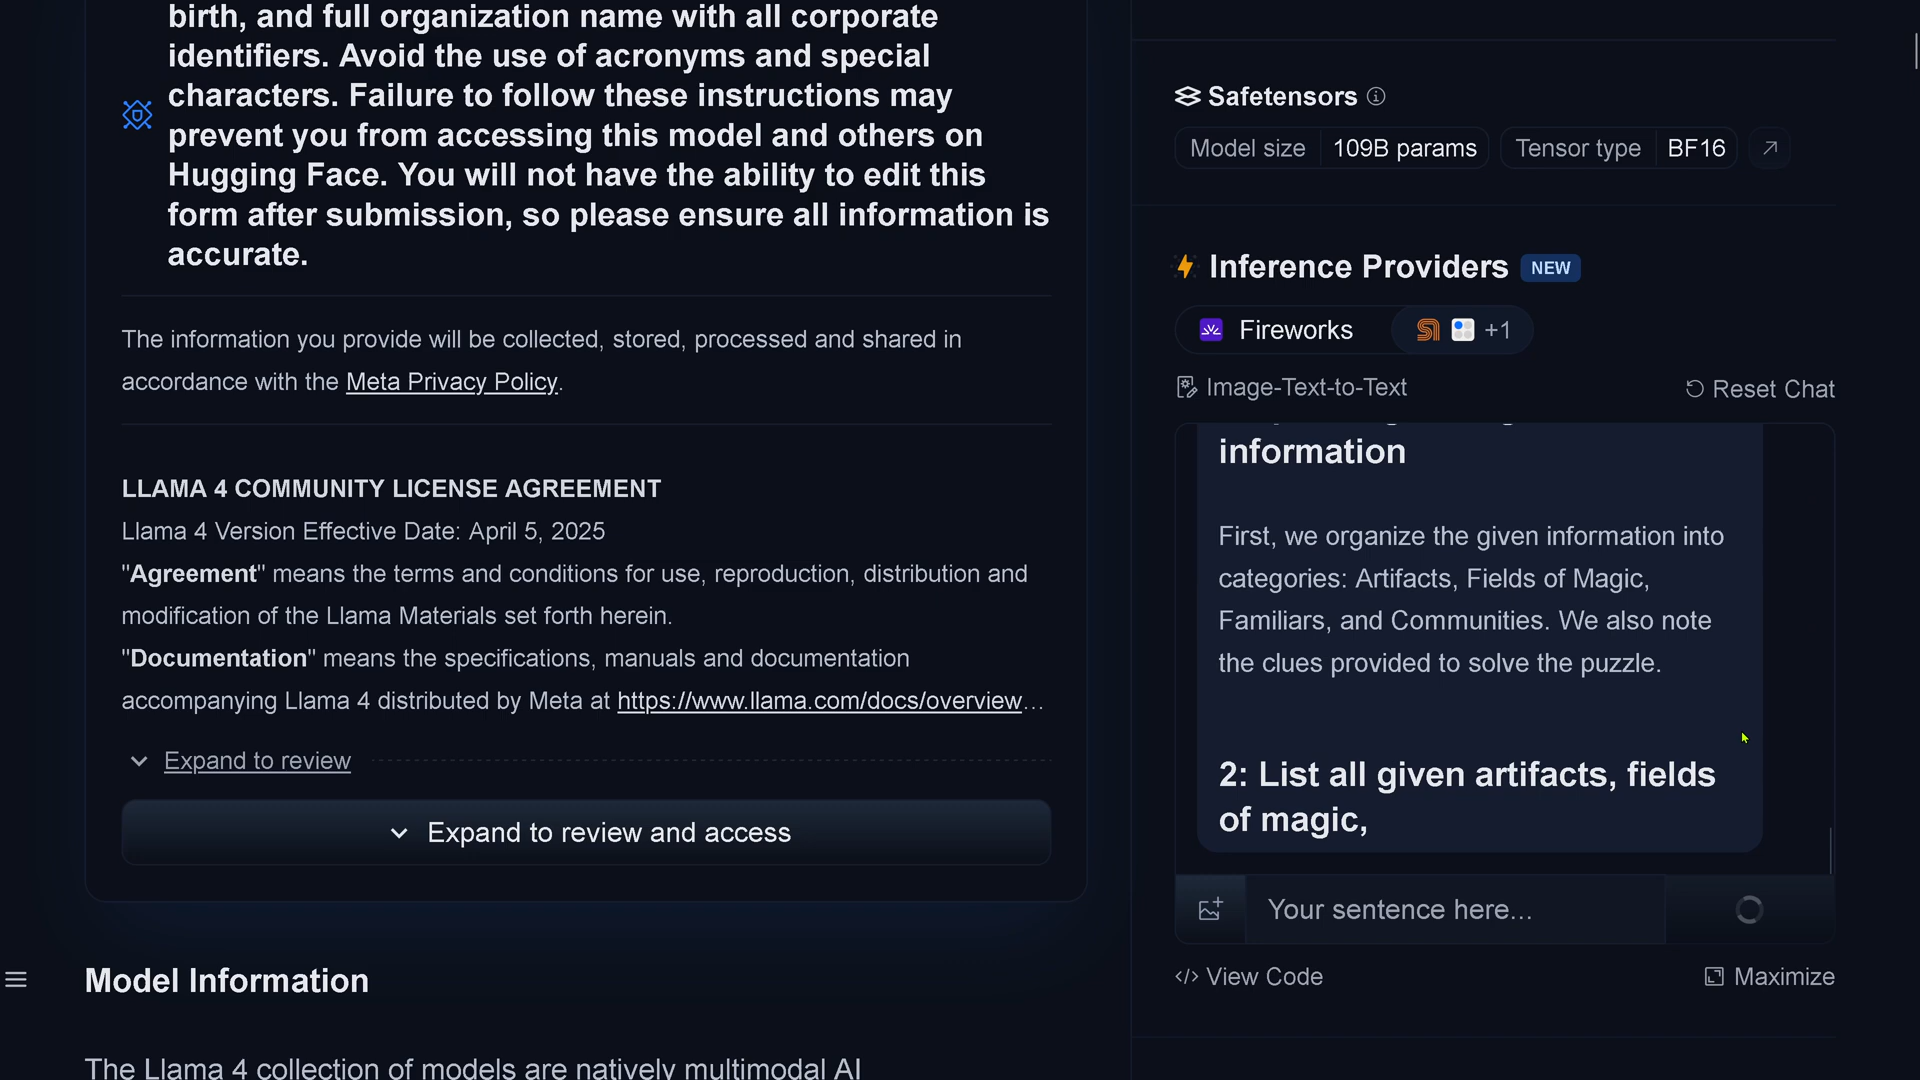 birth, and full organization name with all corporate
identifiers. Avoid the use of acronyms and special
characters. Failure to follow these instructions may
prevent you from accessing this model and others on
Hugging Face. You will not have the ability to edit this
form after submission, so please ensure all information is
accurate.
The information you provide will be collected, stored, processed and shared in
accordance with the Meta Privacy Policy.
LLAMA 4 COMMUNITY LICENSE AGREEMENT
Llama 4 Version Effective Date: April 5, 2025
"Agreement" means the terms and conditions for use, reproduction, distribution and
modification of the Llama Materials set forth herein.
"Documentation" means the specifications, manuals and documentation
accompanying Llama 4 distributed by Meta at https://www.llama.com/docs/overview...
Expand to review
Expand to review and access
Model Information
The Llama 4 collection of models are natively multimodal AI
Safetensors
Model size 109B params Tensor type BF16
Inference Providers NEW
Fireworks +1
Image-Text-to-Text Reset Chat
information
First, we organize the given information into
categories: Artifacts, Fields of Magic,
Familiars, and Communities. We also note
the clues provided to solve the puzzle.
2: List all given artifacts, fields
of magic,
Your sentence here...
View Code Maximize